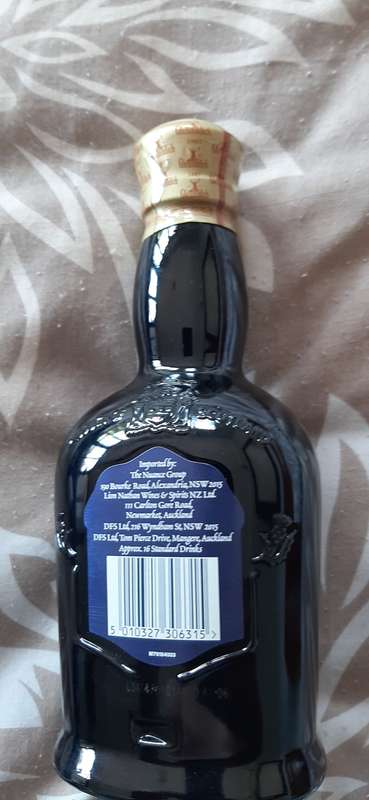 Imported by:
The Nuance Group
190 Bourke Road, Alexandria, NSW 2015
Lion Nathan Wines & Spirits NZ Ltd.
111 Carlton Gore Road,
Newmarket, Auckland
DFS Ltd, 216 Wyndham St, NSW 2015
DFS Ltd, Tom Pierce Drive, Mangere, Auckland
Approx. 16 Standard Drinks
5 010327 306315 >